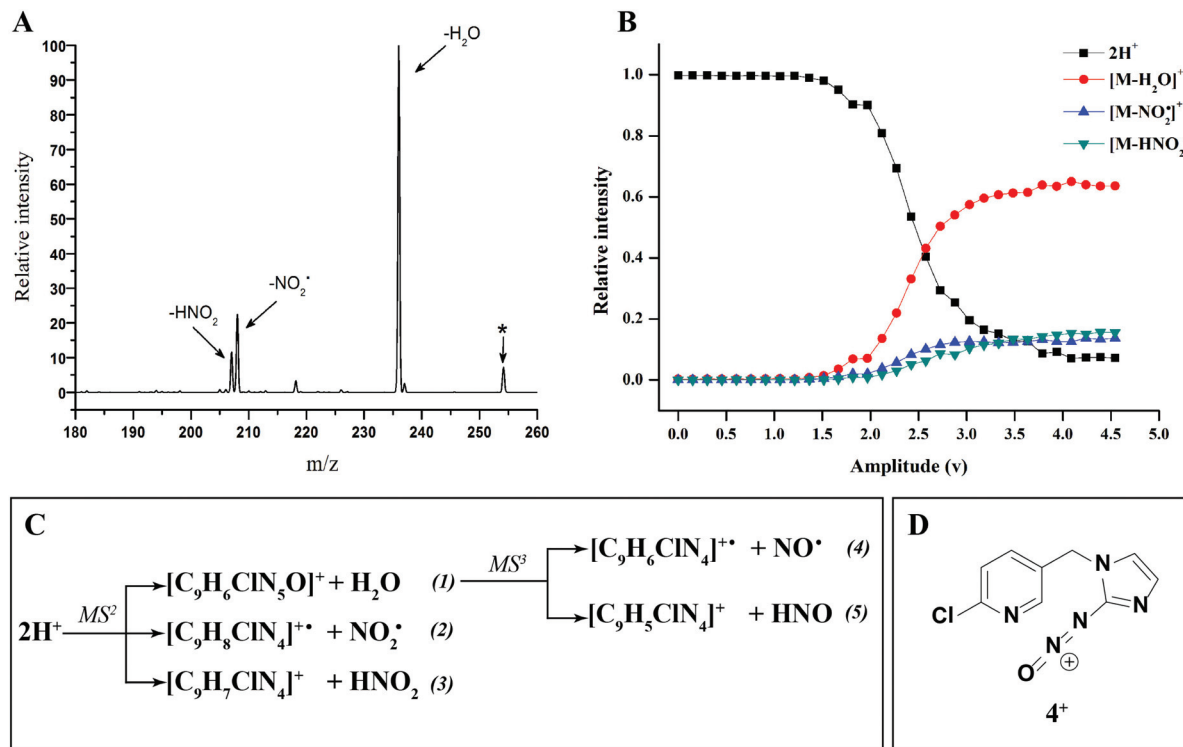 A
-H₂O
-NO₂•
-HNO₂
*
Relative intensity
100
90
80
70
60
50
40
30
20
10
0
180 190 200 210 220 230 240 250 260
m/z
B
2H⁺
[M-H₂O]⁺
[M-NO₂•]⁺
[M-HNO₂
Relative intensity
1.0
0.8
0.6
0.4
0.2
0.0
0.0 0.5 1.0 1.5 2.0 2.5 3.0 3.5 4.0 4.5 5.0
Amplitude (v)
C
2H⁺ MS²
[C₉H₆ClN₅O]⁺ + H₂O (1)
[C₉H₈ClN₄]⁺• + NO₂• (2)
[C₉H₇ClN₄]⁺ + HNO₂ (3)
MS³
[C₉H₆ClN₄]⁺• + NO• (4)
[C₉H₅ClN₄]⁺ + HNO (5)
D
Cl N N N
N
N
O +
4⁺